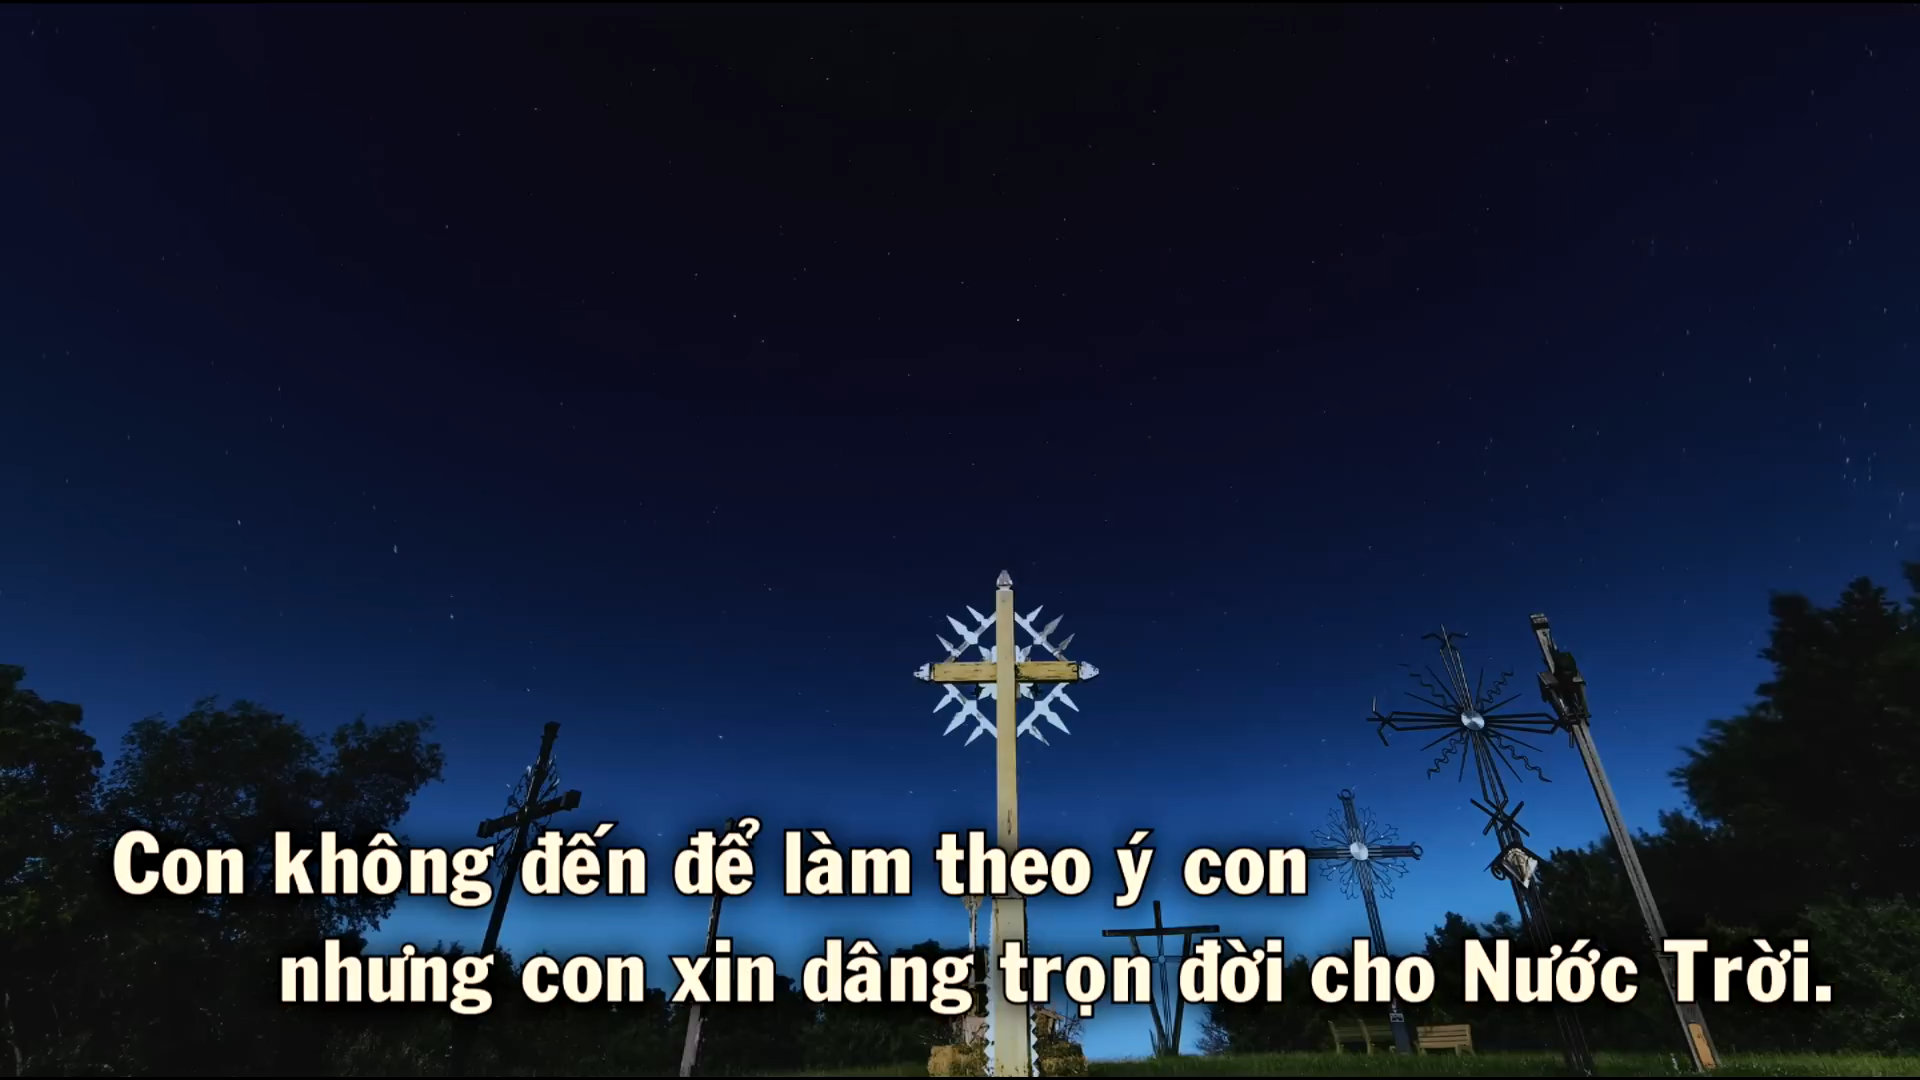 Con không đến để làm theo ý con
nhưng con xin dâng trọn đời cho Nước Trời.